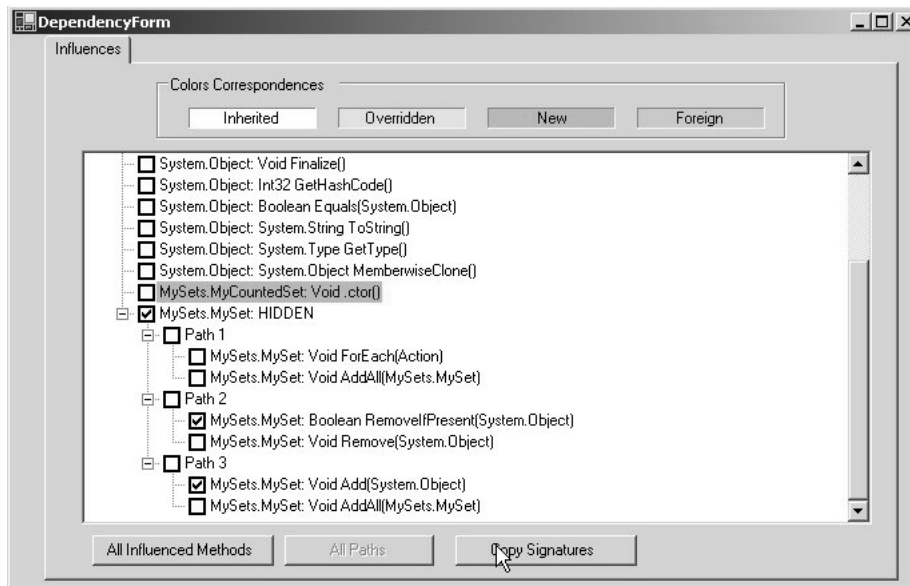 DependencyForm
Influences
Colors Correspondences
Inherited Overridden New Foreign
System.Object: Void Finalize()
System.Object: Int32 GetHashCode()
System.Object: Boolean Equals(System.Object)
System.Object: System.String ToString()
System.Object: System.Type GetType()
System.Object: System.Object MemberwiseClone()
MySets.MyCountedSet: Void .ctor()
MySets.MySet: HIDDEN
Path 1
MySets.MySet: Void ForEach(Action)
MySets.MySet: Void AddAll(MySets.MySet)
Path 2
MySets.MySet: Boolean RemoveIfPresent(System.Object)
MySets.MySet: Void Remove(System.Object)
Path 3
MySets.MySet: Void Add(System.Object)
MySets.MySet: Void AddAll(MySets.MySet)
All Influenced Methods All Paths Copy Signatures